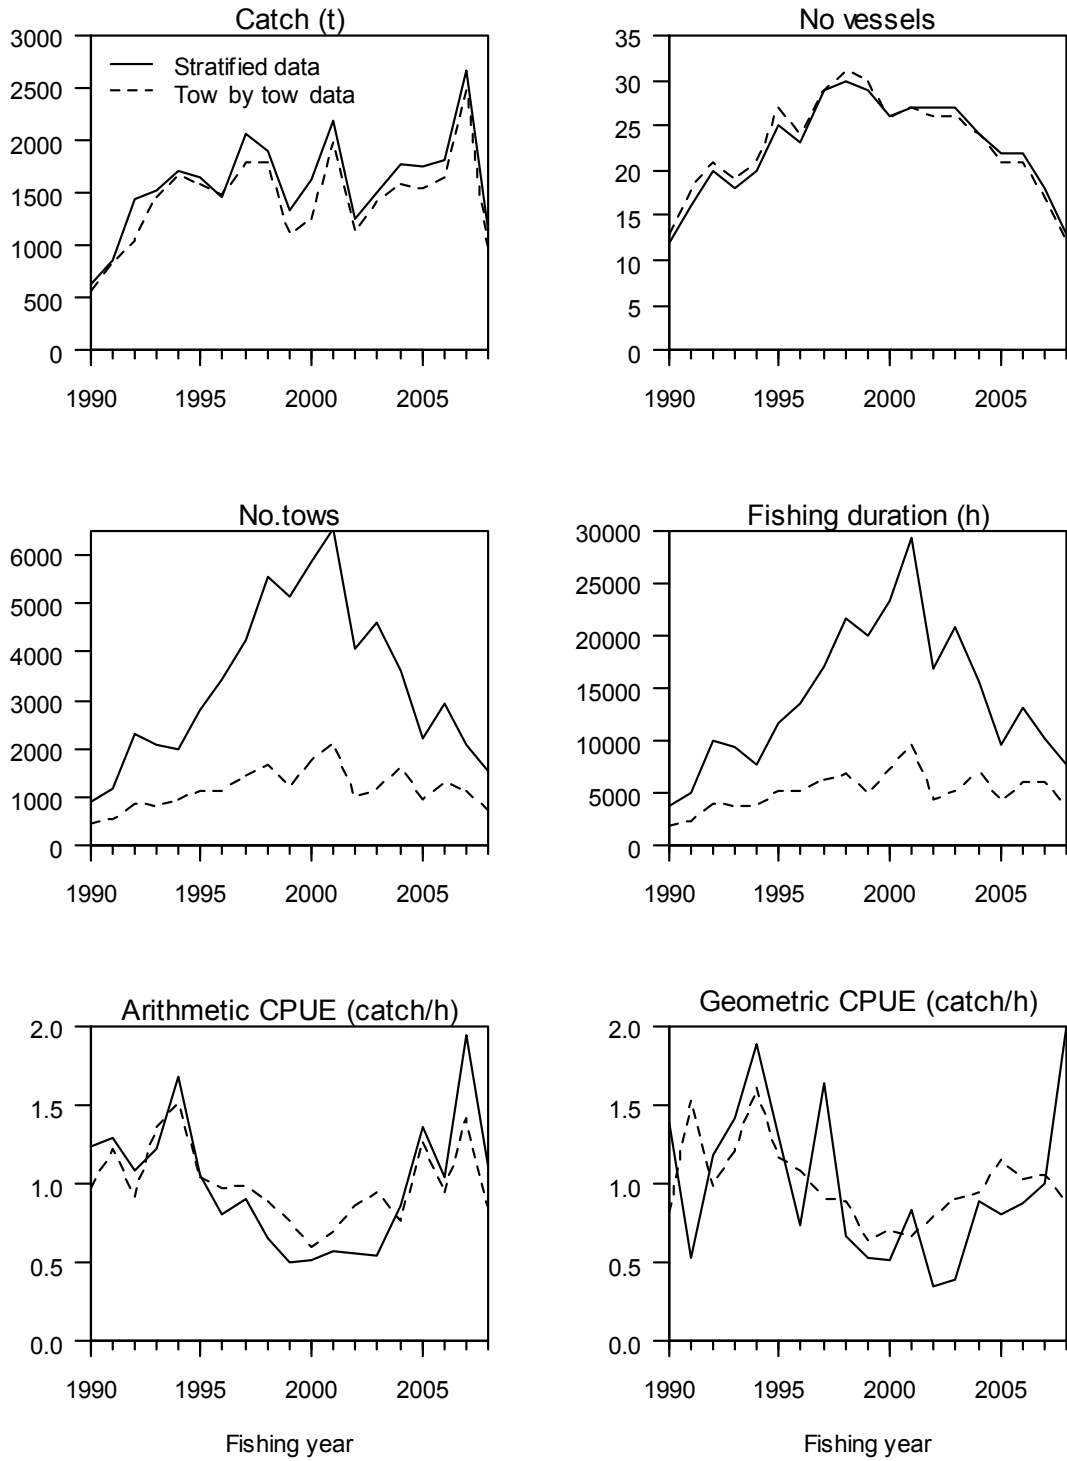 Catch (t)
3000
2500
2000
1500
1000
500
0
Stratified data
Tow by tow data
1990 1995 2000 2005
No vessels
35
30
25
20
15
10
5
0
1990 1995 2000 2005
No.tows
6000
5000
4000
3000
2000
1000
0
1990 1995 2000 2005
Fishing duration (h)
30000
25000
20000
15000
10000
5000
0
1990 1995 2000 2005
Arithmetic CPUE (catch/h)
2.0
1.5
1.0
0.5
0.0
1990 1995 2000 2005
Fishing year
Geometric CPUE (catch/h)
2.0
1.5
1.0
0.5
0.0
1990 1995 2000 2005
Fishing year